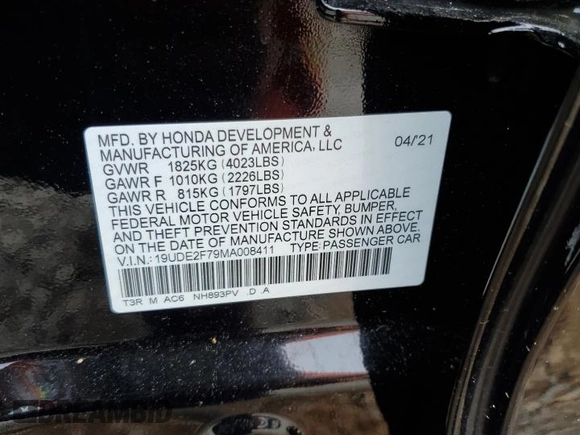 MFD. BY HONDA DEVELOPMENT &
MANUFACTURING OF AMERICA, LLC 04/'21
GVWR 1825KG (4023LBS)
GAWR F 1010KG (2226LBS)
GAWR R 815KG (1797LBS)
THIS VEHICLE CONFORMS TO ALL APPLICABLE
FEDERAL MOTOR VEHICLE SAFETY, BUMPER,
AND THEFT PREVENTION STANDARDS IN EFFECT
ON THE DATE OF MANUFACTURE SHOWN ABOVE.
V.I.N.: 19UDE2F79MA008411 TYPE: PASSENGER CAR
T3R M AC6 NH893PV .D .A
DREAMBID